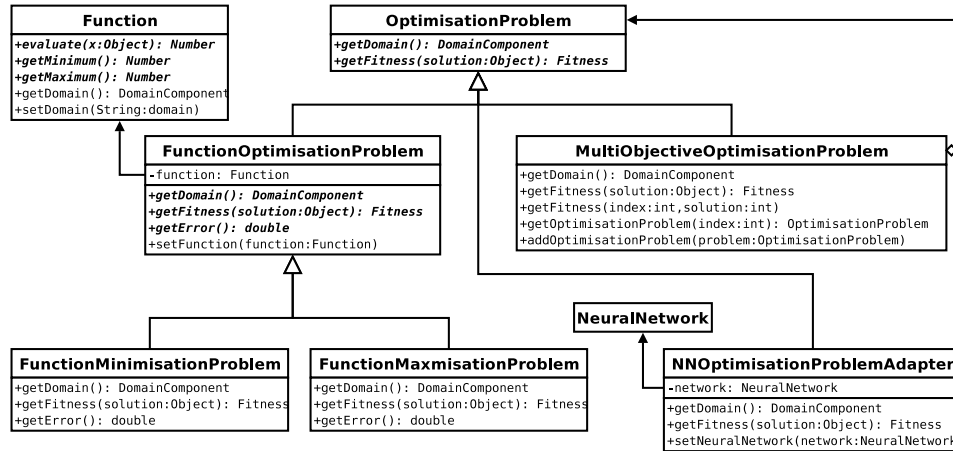 Function
+evaluate(x:Object): Number
+getMinimum(): Number
+getMaximum(): Number
+getDomain(): DomainComponent
+setDomain(String:domain)
OptimisationProblem
+getDomain(): DomainComponent
+getFitness(solution:Object): Fitness
FunctionOptimisationProblem
-function: Function
+getDomain(): DomainComponent
+getFitness(solution:Object): Fitness
+getError(): double
+setFunction(function:Function)
MultiObjectiveOptimisationProblem
+getDomain(): DomainComponent
+getFitness(solution:Object): Fitness
+getFitness(index:int,solution:int)
+getOptimisationProblem(index:int): OptimisationProblem
+addOptimisationProblem(problem:OptimisationProblem)
NeuralNetwork
FunctionMinimisationProblem
+getDomain(): DomainComponent
+getFitness(solution:Object): Fitness
+getError(): double
FunctionMaxmisationProblem
+getDomain(): DomainComponent
+getFitness(solution:Object): Fitness
+getError(): double
NNOptimisationProblemAdapter
-network: NeuralNetwork
+getDomain(): DomainComponent
+getFitness(solution:Object): Fitness
+setNeuralNetwork(network:NeuralNetwork